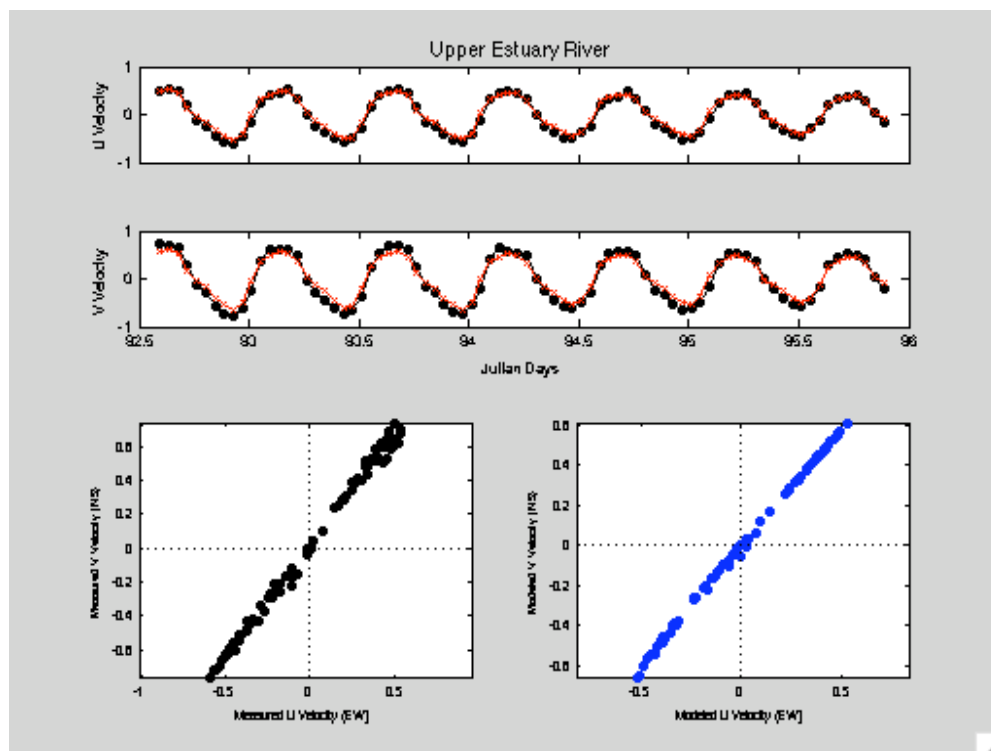 Upper Estuary River
1
0
-1
U Velocity
1
0
-1
V Velocity
92.5 93 93.5 94 94.5 95 95.5 96
Julian Days
0.6
0.4
0.2
0
-0.2
-0.4
-0.6
Measured V Velocity (NS)
-1 -0.5 0 0.5
Measured U Velocity (EW)
0.6
0.4
0.2
0
-0.2
-0.4
-0.6
Modeled V Velocity (NS)
-0.5 0 0.5
Modeled U Velocity (EW)